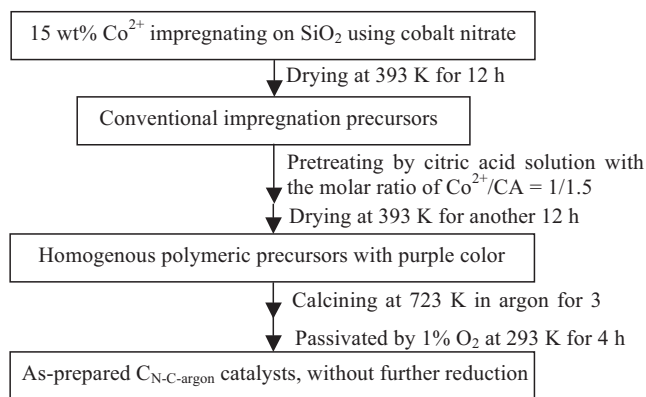 15 wt% Co²⁺ impregnating on SiO₂ using cobalt nitrate
Drying at 393 K for 12 h
Conventional impregnation precursors
Pretreating by citric acid solution with
the molar ratio of Co²⁺/CA = 1/1.5
Drying at 393 K for another 12 h
Homogenous polymeric precursors with purple color
Calcining at 723 K in argon for 3
Passivated by 1% O₂ at 293 K for 4 h
As-prepared C_N-C-argon catalysts, without further reduction